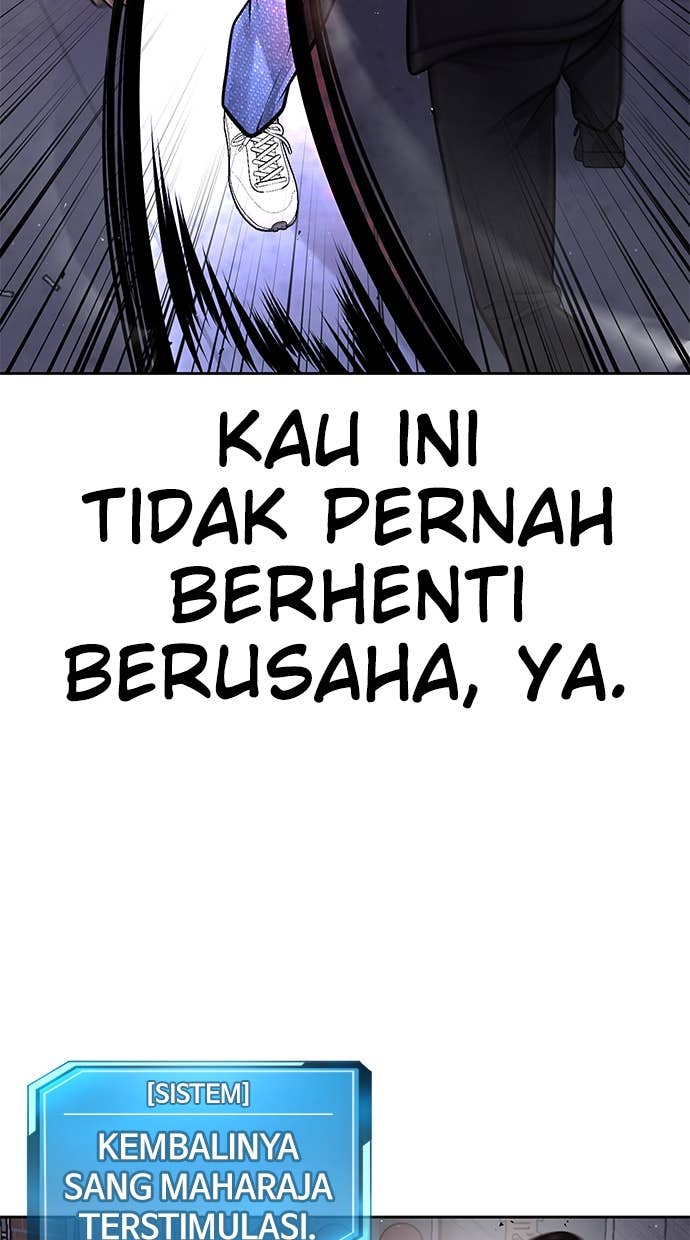 KAU INI
TIDAK PERNAH
BERHENTI
BERUSAHA, YA.
[SISTEM]
KEMBALINYA
SANG MAHARAJA
TERSTIMULASI.